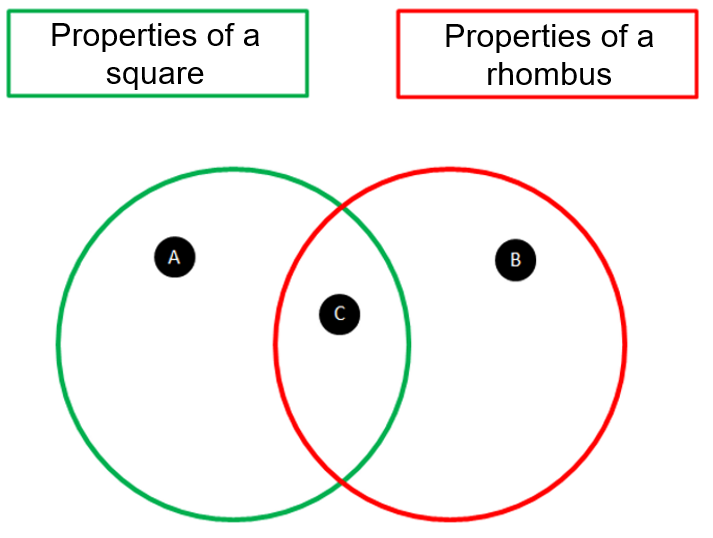 Properties of a
square
Properties of a
rhombus
A
B
C